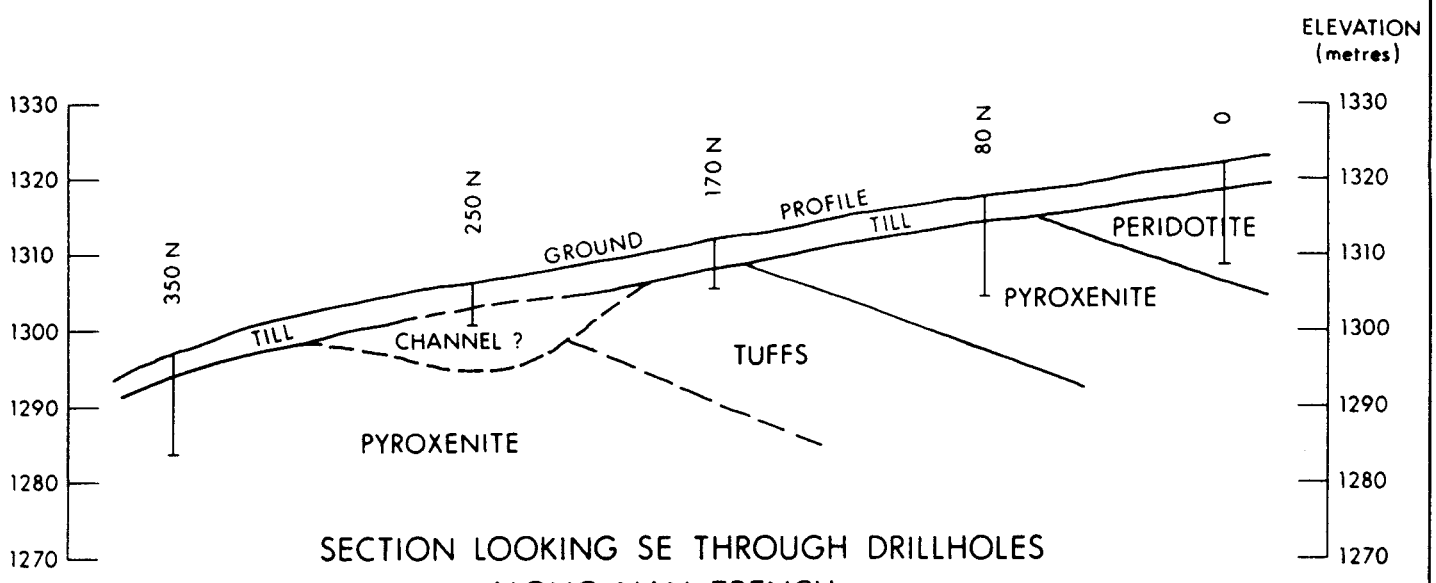 ELEVATION
(metres)
1330
1320
1310
1300
1290
1280
1270
1330
1320
1310
1300
1290
1280
1270
350 N
250 N
170 N
80 N
0
GROUND
PROFILE
TILL
TILL
PERIDOTITE
PYROXENITE
CHANNEL ?
TUFFS
PYROXENITE
SECTION LOOKING SE THROUGH DRILLHOLES